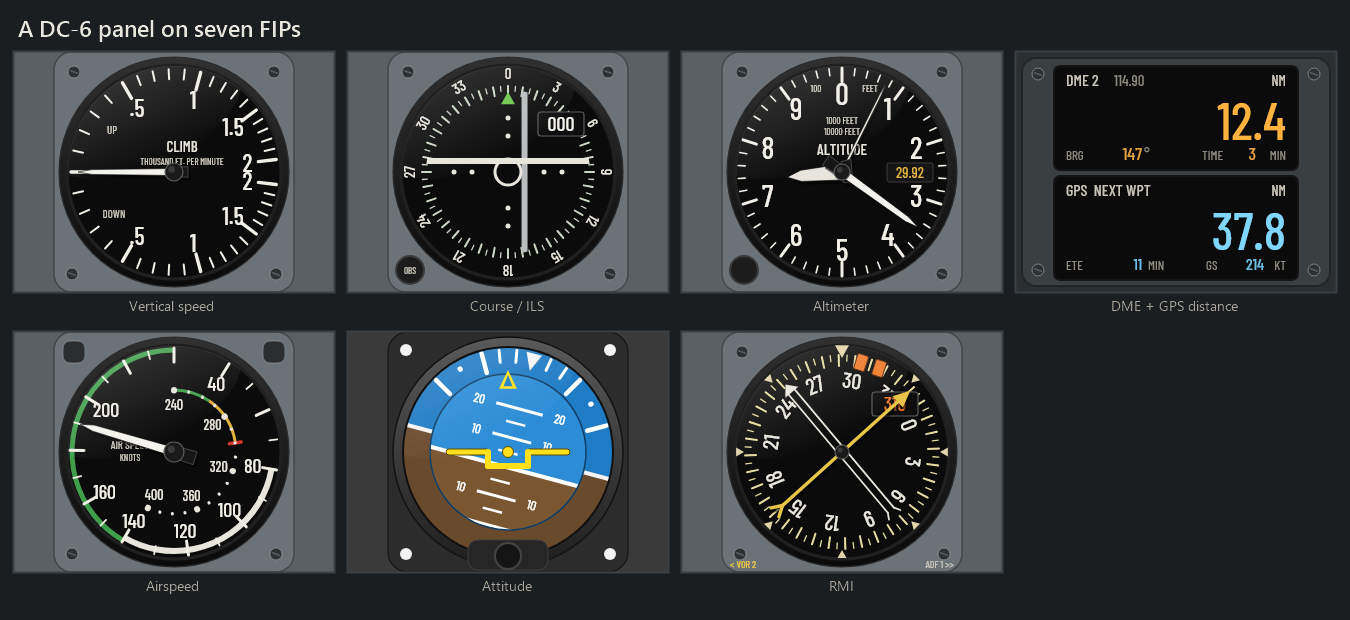 A DC-6 panel on seven FIPs
.5 1 1.5 2
UP
CLIMB
THOUSAND FT. PER MINUTE
DOWN
.5 1 1.5 2
Vertical speed
0 3 6 9 12 15 18 21 24 27 30 33
000
OBS
Course / ILS
0 1 2 3 4 5 6 7 8 9
100 FEET
1000 FEET
10000 FEET
ALTITUDE
29.92
Altimeter
DME 2 114.90 NM
12.4
BRG 147° TIME 3 MIN
GPS NEXT WPT NM
37.8
ETE 11 MIN GS 214 KT
DME + GPS distance
40 80 100 120 140 160 200
240 280 320 360 400
AIR
KNOTS
Airspeed
20 20
10 10
10 10
Attitude
30 0 3 6 9 12 15 18 21 24 27
< VOR 2 ADF 1 >>
RMI